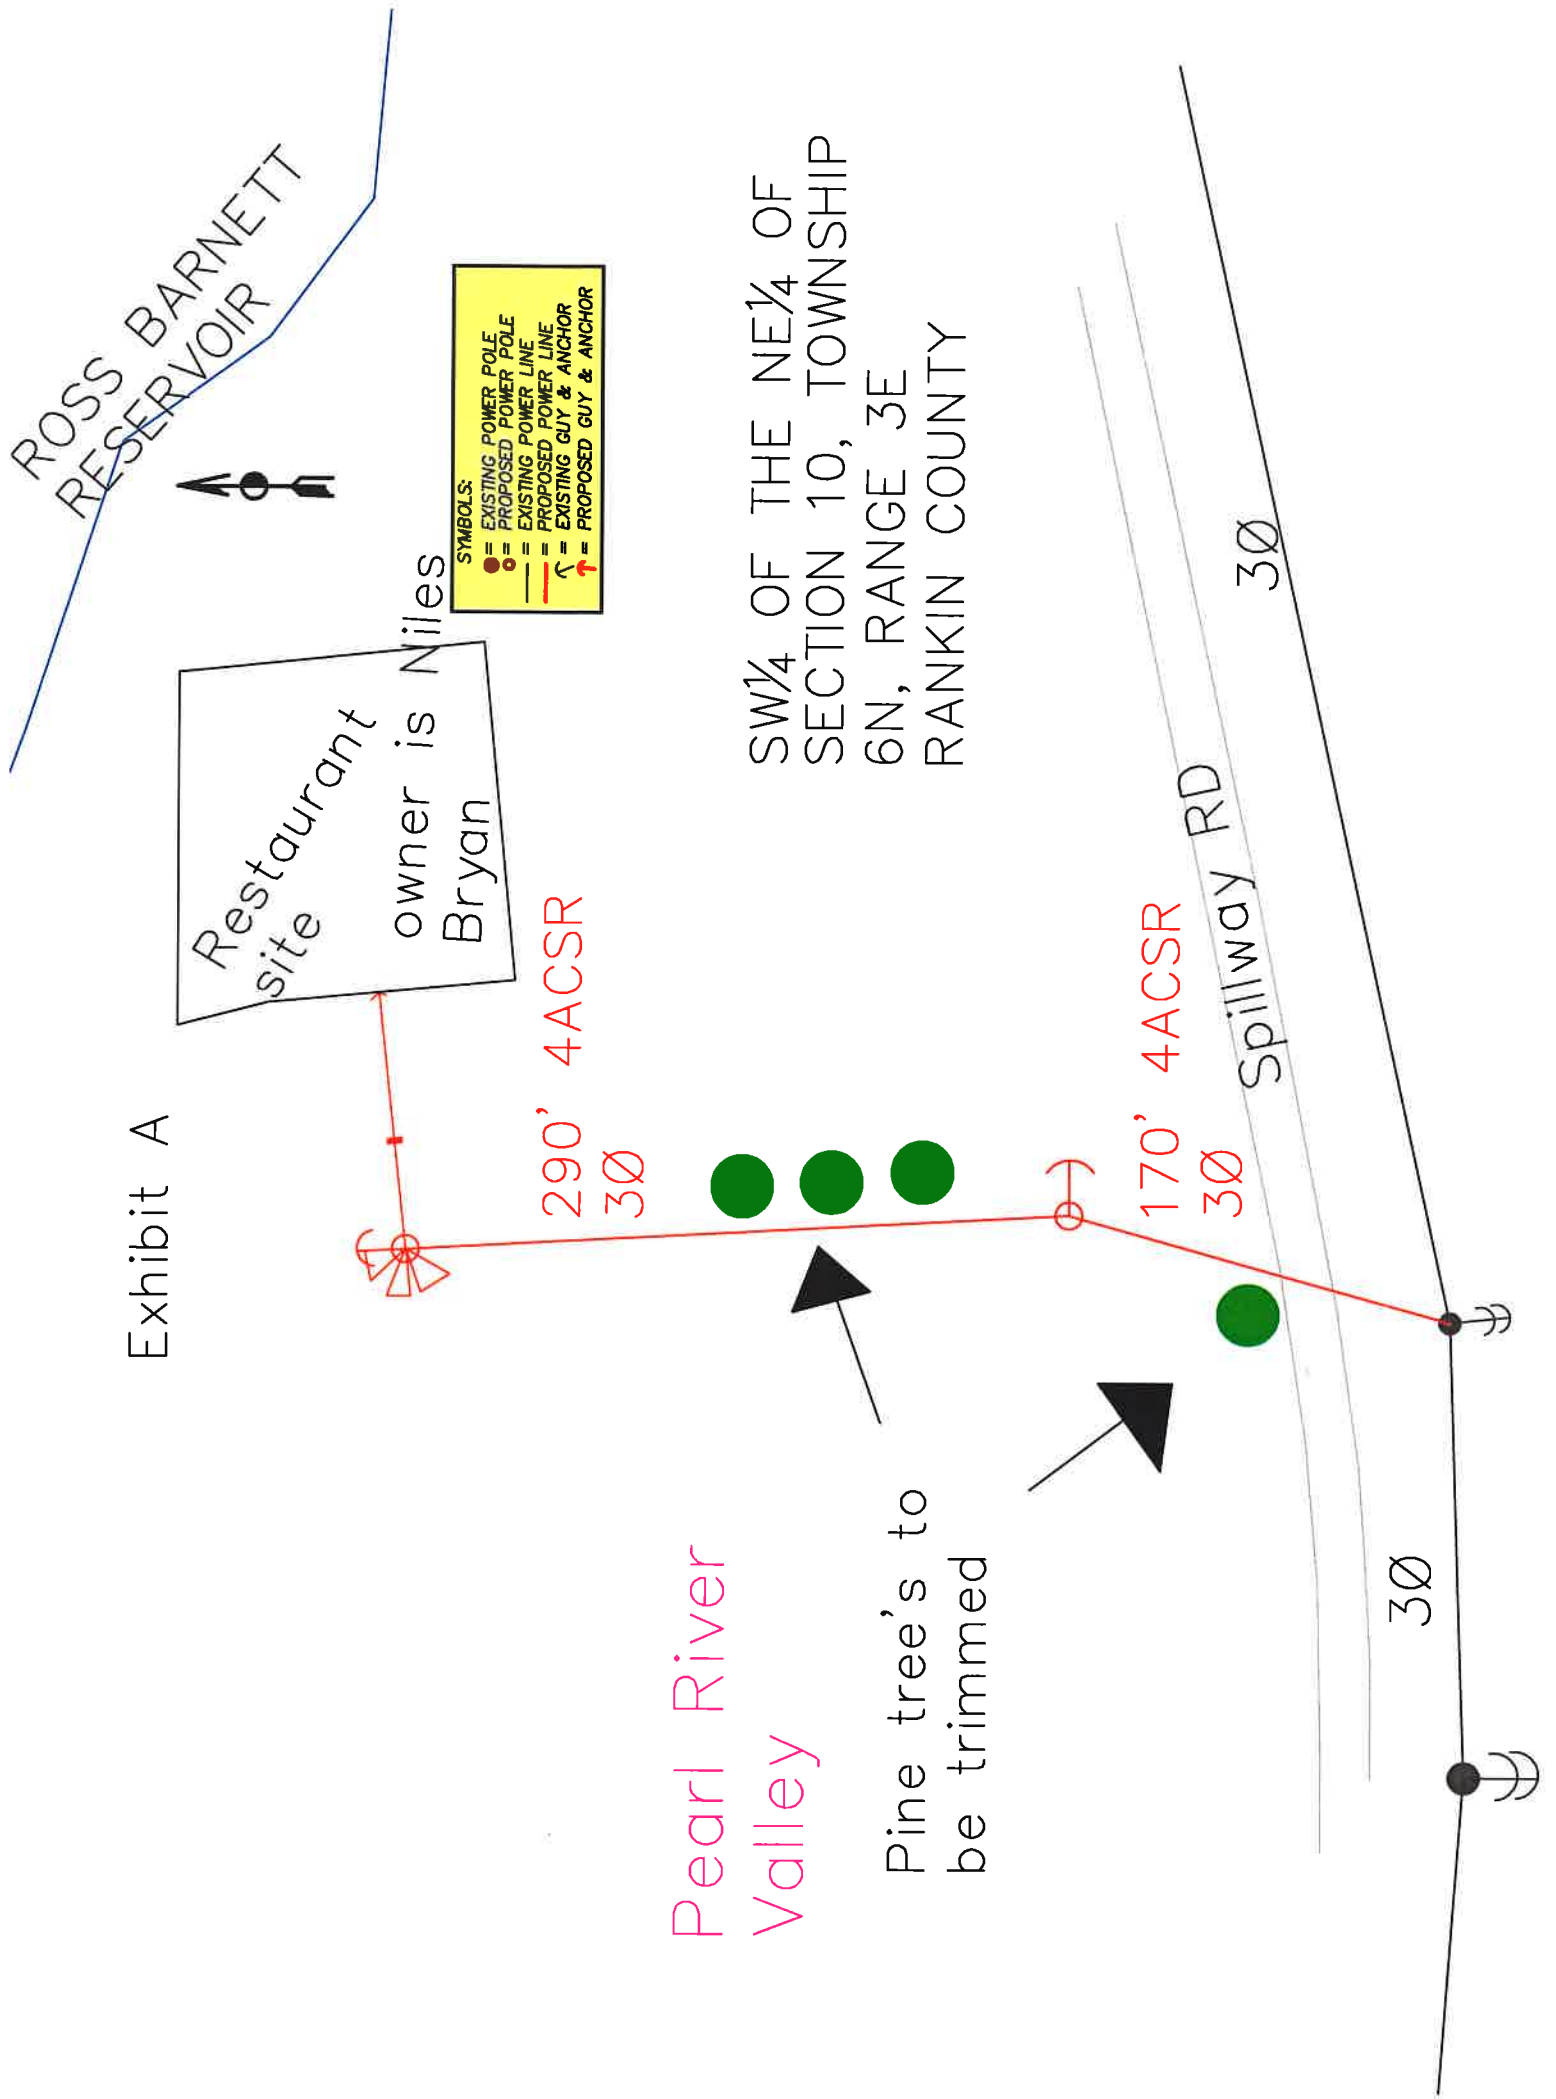 Exhibit A
ROSS BARNETT
RESERVOIR
Restaurant
site
owner is Niles
Bryan
SYMBOLS:
= EXISTING POWER POLE
= PROPOSED POWER POLE
= EXISTING POWER LINE
= PROPOSED POWER LINE
= EXISTING GUY & ANCHOR
= PROPOSED GUY & ANCHOR
290' 4ACSR
3Ø
SW¼ OF THE NE¼ OF
SECTION 10, TOWNSHIP
6N, RANGE 3E
RANKIN COUNTY
Pearl River
Valley
Pine tree's to
be trimmed
170' 4ACSR
3Ø
Spillway RD
3Ø
3Ø